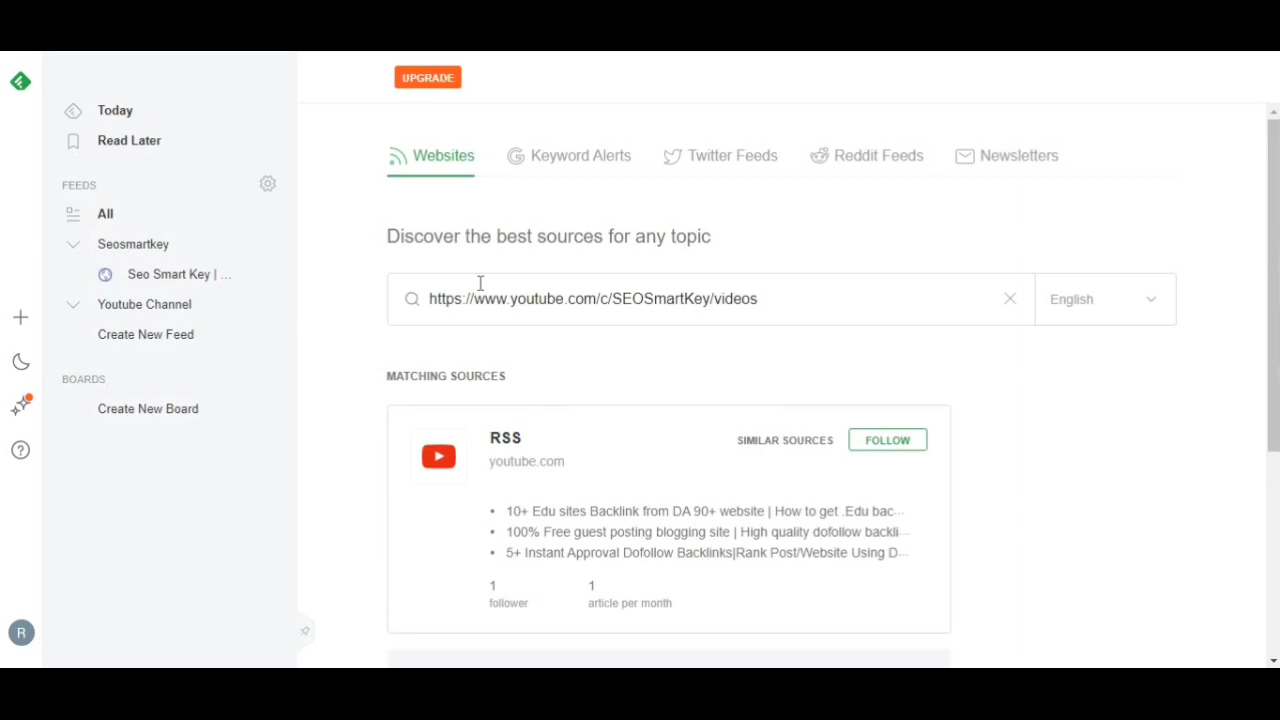 UPGRADE
Today
Read Later
FEEDS
All
Seosmartkey
Seo Smart Key | ...
Youtube Channel
Create New Feed
BOARDS
Create New Board
R
Websites
Keyword Alerts
Twitter Feeds
Reddit Feeds
Newsletters
Discover the best sources for any topic
https://www.youtube.com/c/SEOSmartKey/videos
English
MATCHING SOURCES
RSS
SIMILAR SOURCES
FOLLOW
youtube.com
• 10+ Edu sites Backlink from DA 90+ website | How to get .Edu bac...
• 100% Free guest posting blogging site | High quality dofollow backli...
• 5+ Instant Approval Dofollow Backlinks|Rank Post/Website Using D...
1 1
follower article per month